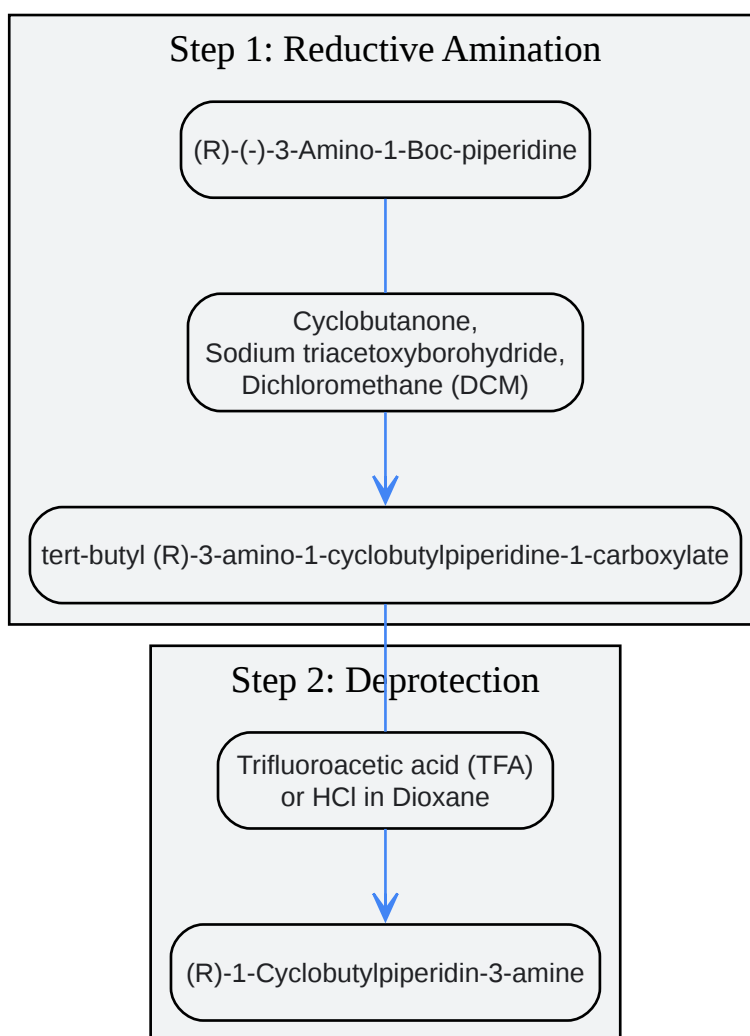 Step 1: Reductive Amination
(R)-(-)-3-Amino-1-Boc-piperidine
Cyclobutanone,
Sodium triacetoxyborohydride,
Dichloromethane (DCM)
tert-butyl (R)-3-amino-1-cyclobutylpiperidine-1-carboxylate
Step 2: Deprotection
Trifluoroacetic acid (TFA)
or HCl in Dioxane
(R)-1-Cyclobutylpiperidin-3-amine